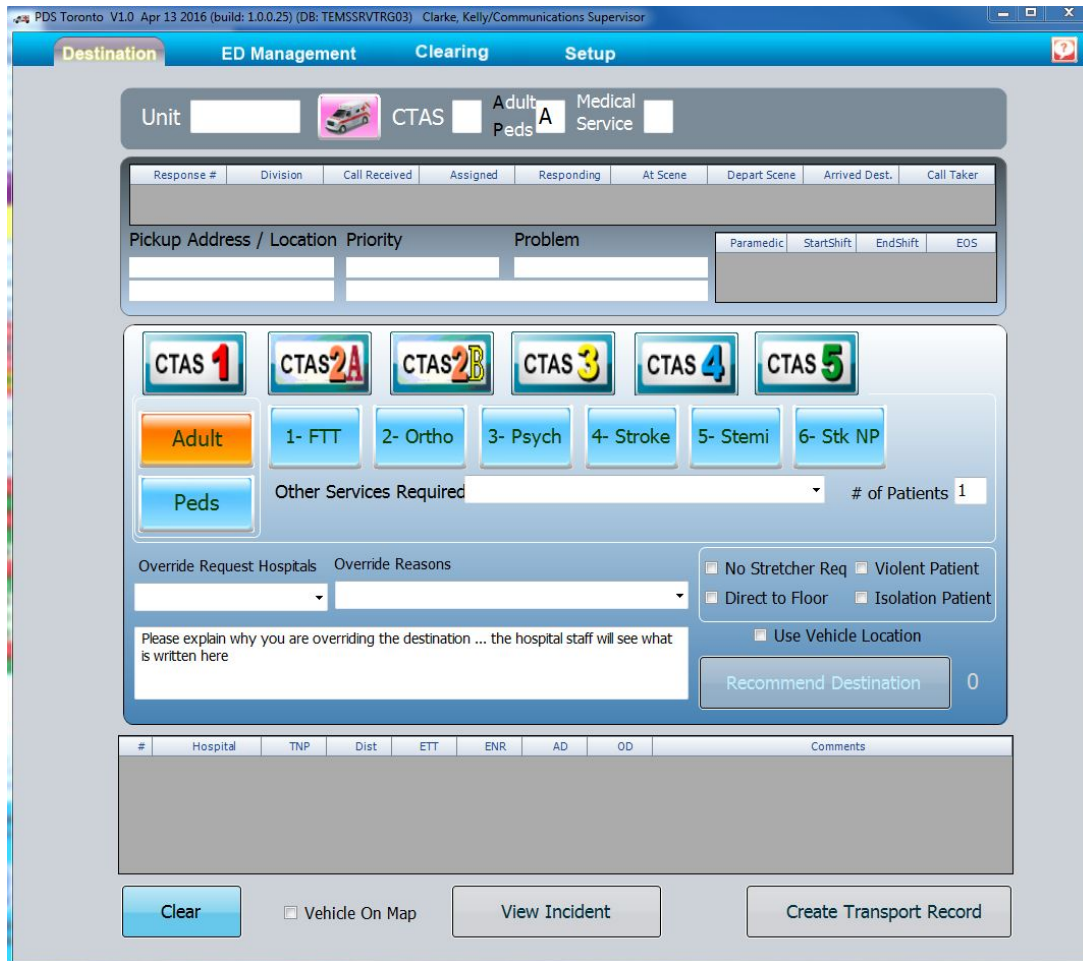 PDS Toronto V1.0 Apr 13 2016 (build: 1.0.0.25) (DB: TEMSSRVTRG03) Clarke, Kelly/Communications Supervisor
Destination ED Management Clearing Setup ?
Unit CTAS Adult Peds A Medical Service
Response # Division Call Received Assigned Responding At Scene Depart Scene Arrived Dest. Call Taker
Pickup Address / Location Priority Problem
Paramedic StartShift EndShift EOS
CTAS 1 CTAS 2A CTAS 2B CTAS 3 CTAS 4 CTAS 5
Adult 1- FTT 2- Ortho 3- Psych 4- Stroke 5- Stemi 6- Stk NP
Peds Other Services Required # of Patients 1
Override Request Hospitals Override Reasons
No Stretcher Req Violent Patient
Direct to Floor Isolation Patient
Use Vehicle Location
Please explain why you are overriding the destination ... the hospital staff will see what
is written here
Recommend Destination 0
# Hospital TNP Dist ETT ENR AD OD Comments
Clear Vehicle On Map View Incident Create Transport Record